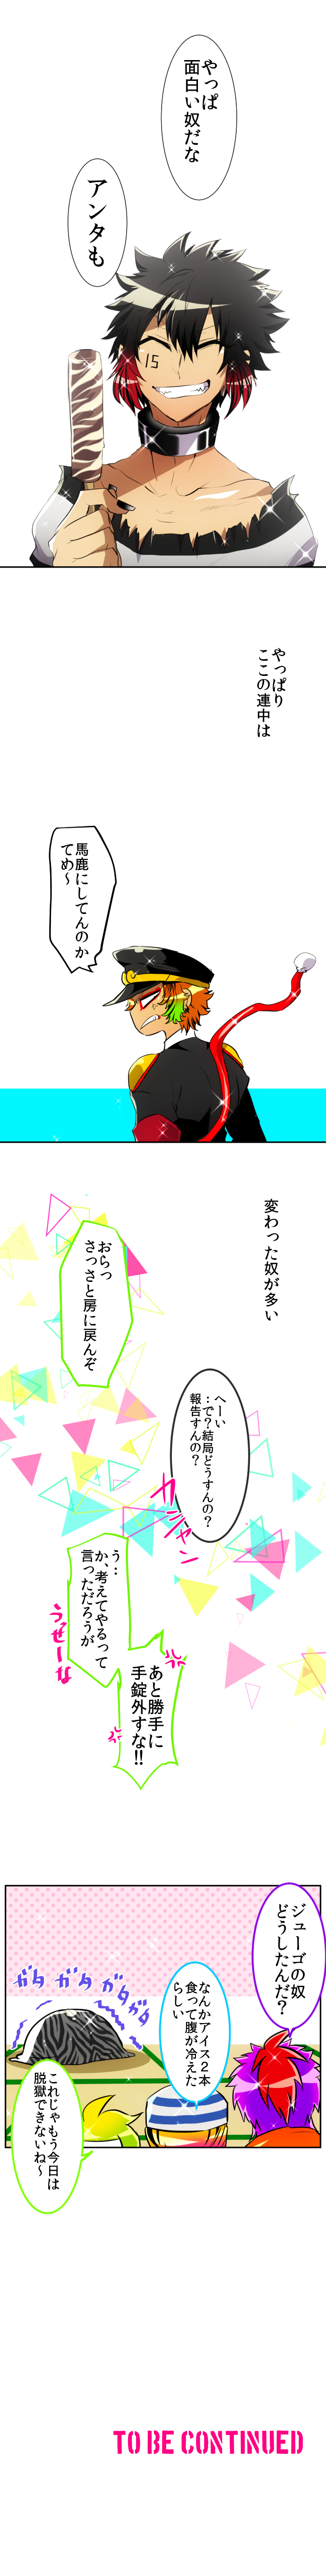 やっぱ
面白い奴だな
アンタも
15
やっぱり
ここの連中は
馬鹿にしてんのか
てめ〜
変わった奴が多い
おらっ
さっさと房に戻んぞ
へーい
…で?結局どうすんの?
報告すんの?
カシャン
う…
か、考えてやるって
言っただろうが
うっせーな
あと勝手に
手錠外すな!!
ジューゴの奴
どうしたんだ?
なんかアイス2本
食って腹が冷えた
らしい
ガタ ガタ ガタガタ
これじゃもう今日は
脱獄できないね〜
TO BE CONTINUED